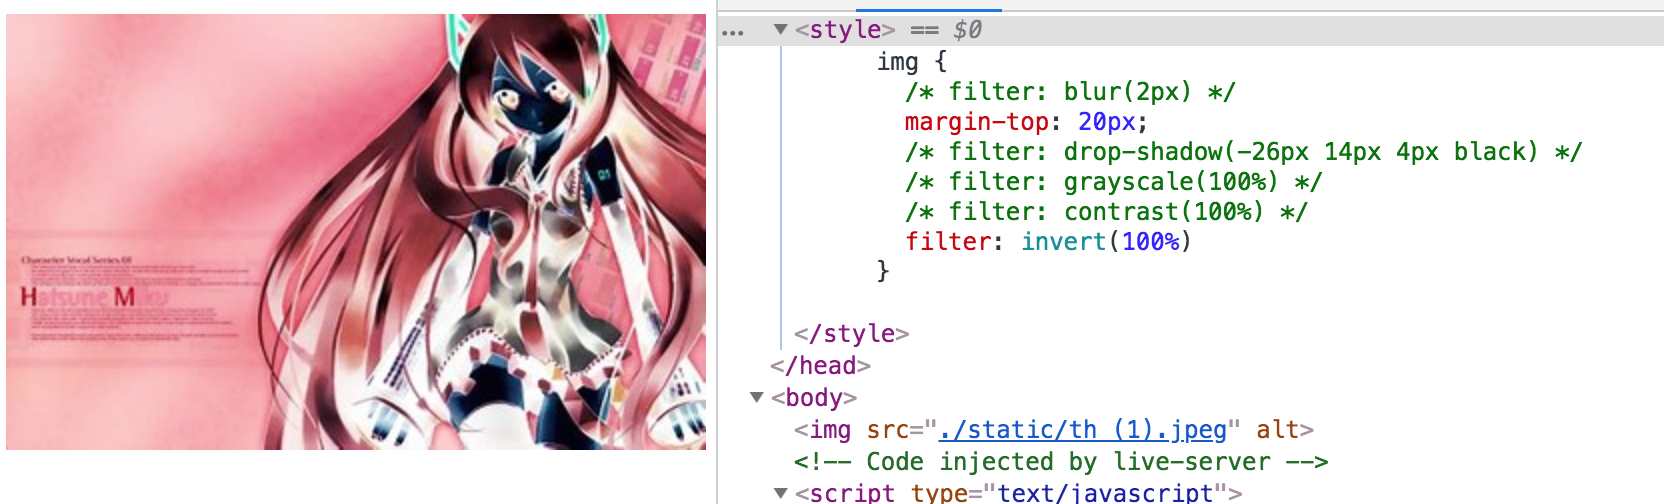 Character Vocal Series 01
Hatsune Miku
01
… ▼ <style> == $0
img {
/* filter: blur(2px) */
margin-top: 20px;
/* filter: drop-shadow(-26px 14px 4px black) */
/* filter: grayscale(100%) */
/* filter: contrast(100%) */
filter: invert(100%)
}
</style>
</head>
▼ <body>
<img src="./static/th (1).jpeg" alt>
<!-- Code injected by live-server -->
▼ <script type="text/javascript">